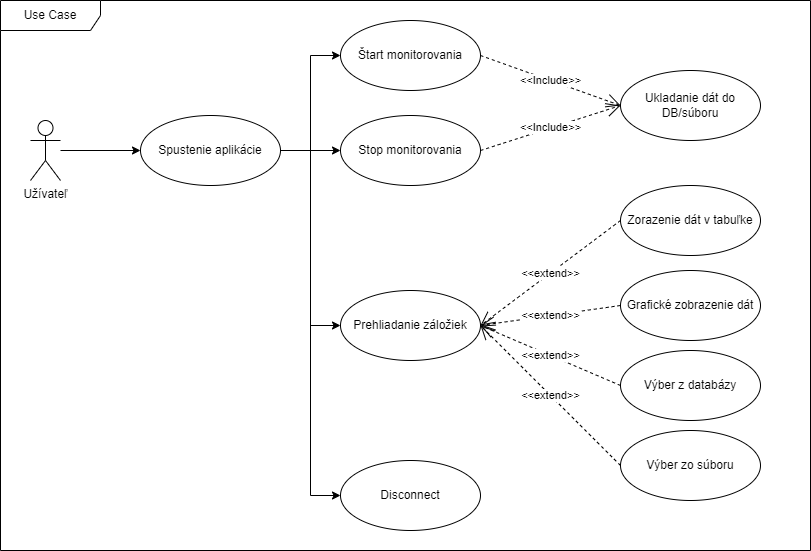 Use Case
Štart monitorovania
<<Include>>
Ukladanie dát do
DB/súboru
<<Include>>
Spustenie aplikácie
Stop monitorovania
Užívateľ
Zorazenie dát v tabuľke
<<extend>>
Grafické zobrazenie dát
<<extend>>
Prehliadanie záložiek
<<extend>>
Výber z databázy
<<extend>>
Výber zo súboru
Disconnect